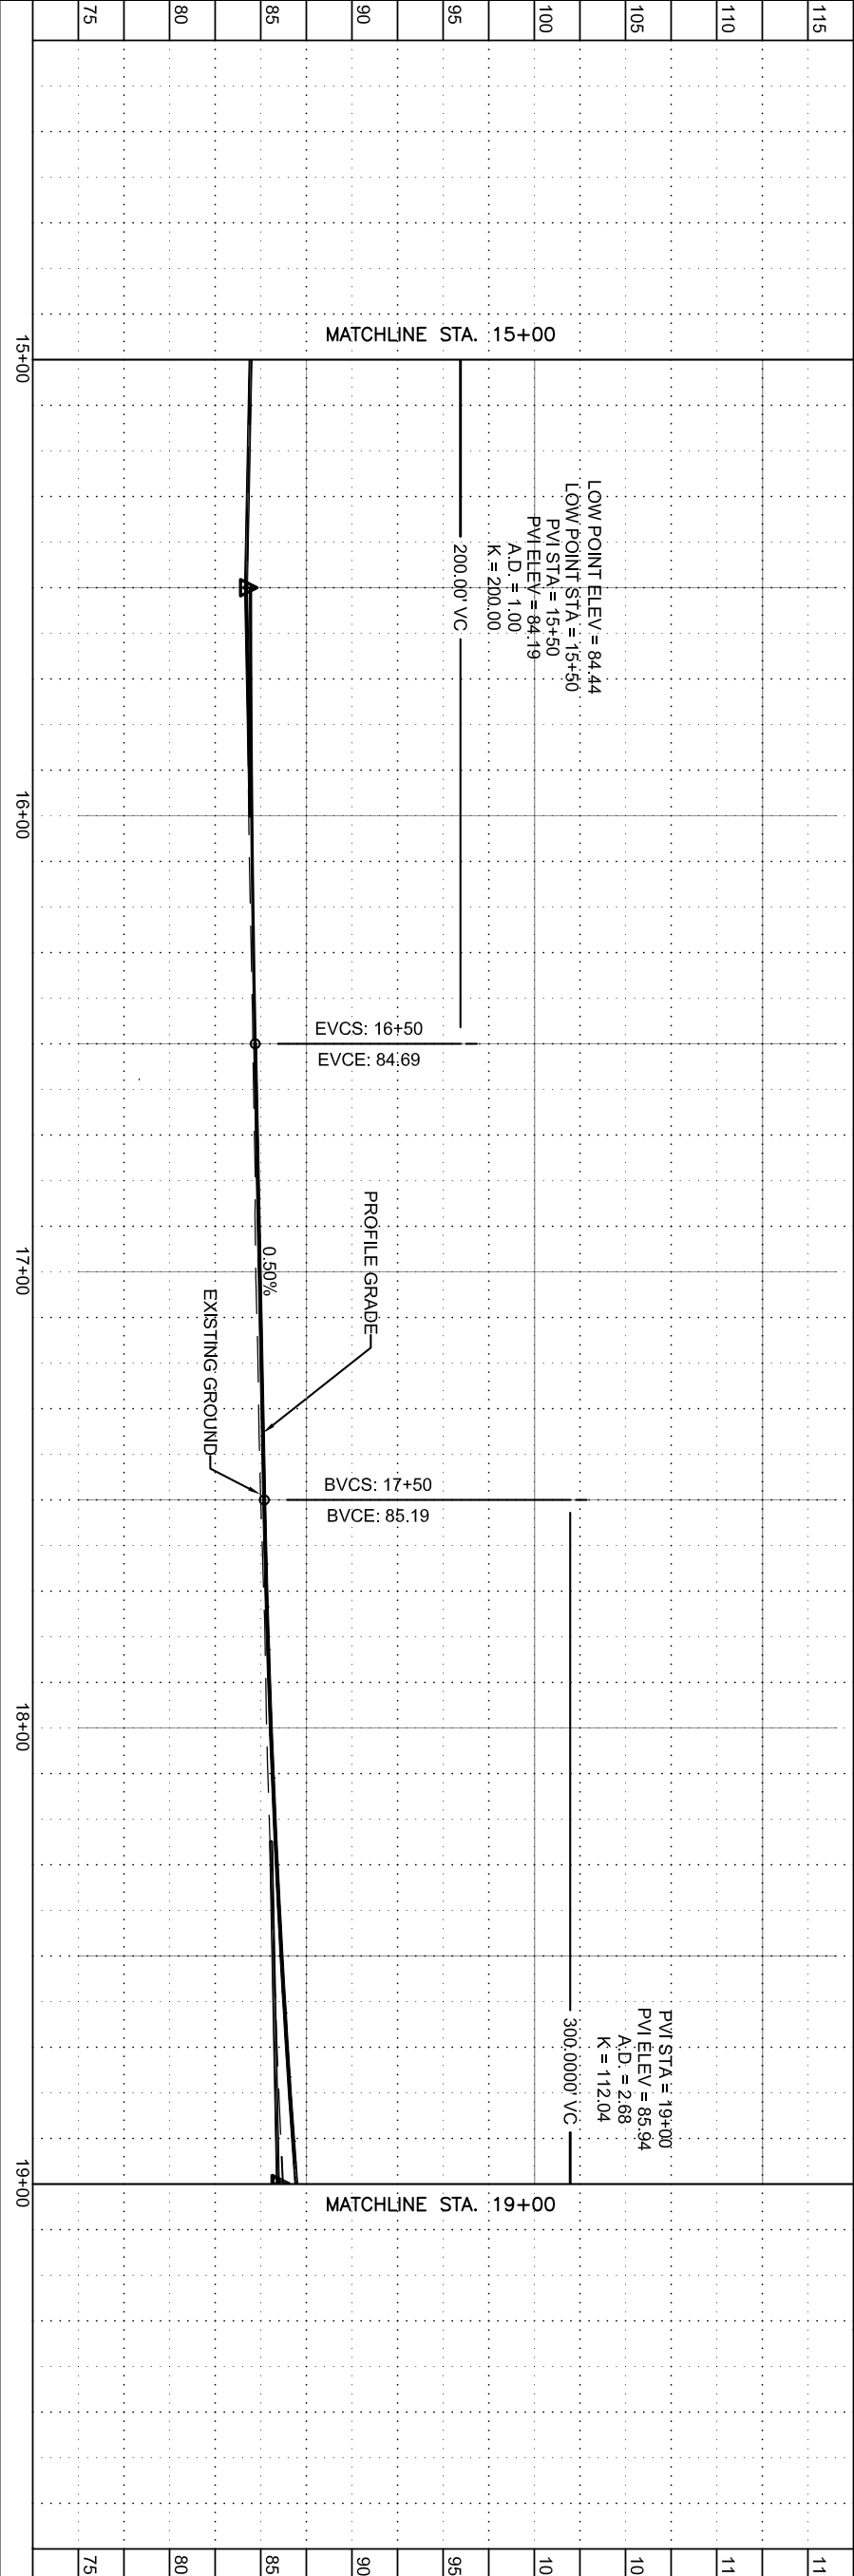 115
110
105
100
95
90
85
80
75
MATCHLINE STA. 15+00
LOW POINT ELEV = 84.44
LOW POINT STA = 15+50
PVI STA = 15+50
PVI ELEV = 84.19
A.D. = 1.00
K = 200.00
200.00' VC
EVCS: 16+50
EVCE: 84.69
PROFILE GRADE
0.50%
EXISTING GROUND
BVCS: 17+50
BVCE: 85.19
PVI STA = 19+00
PVI ELEV = 85.94
A.D. = 2.68
K = 112.04
300.0000' VC
MATCHLINE STA. 19+00
11
11
10
100
95
90
85
80
75
15+00
16+00
17+00
18+00
19+00